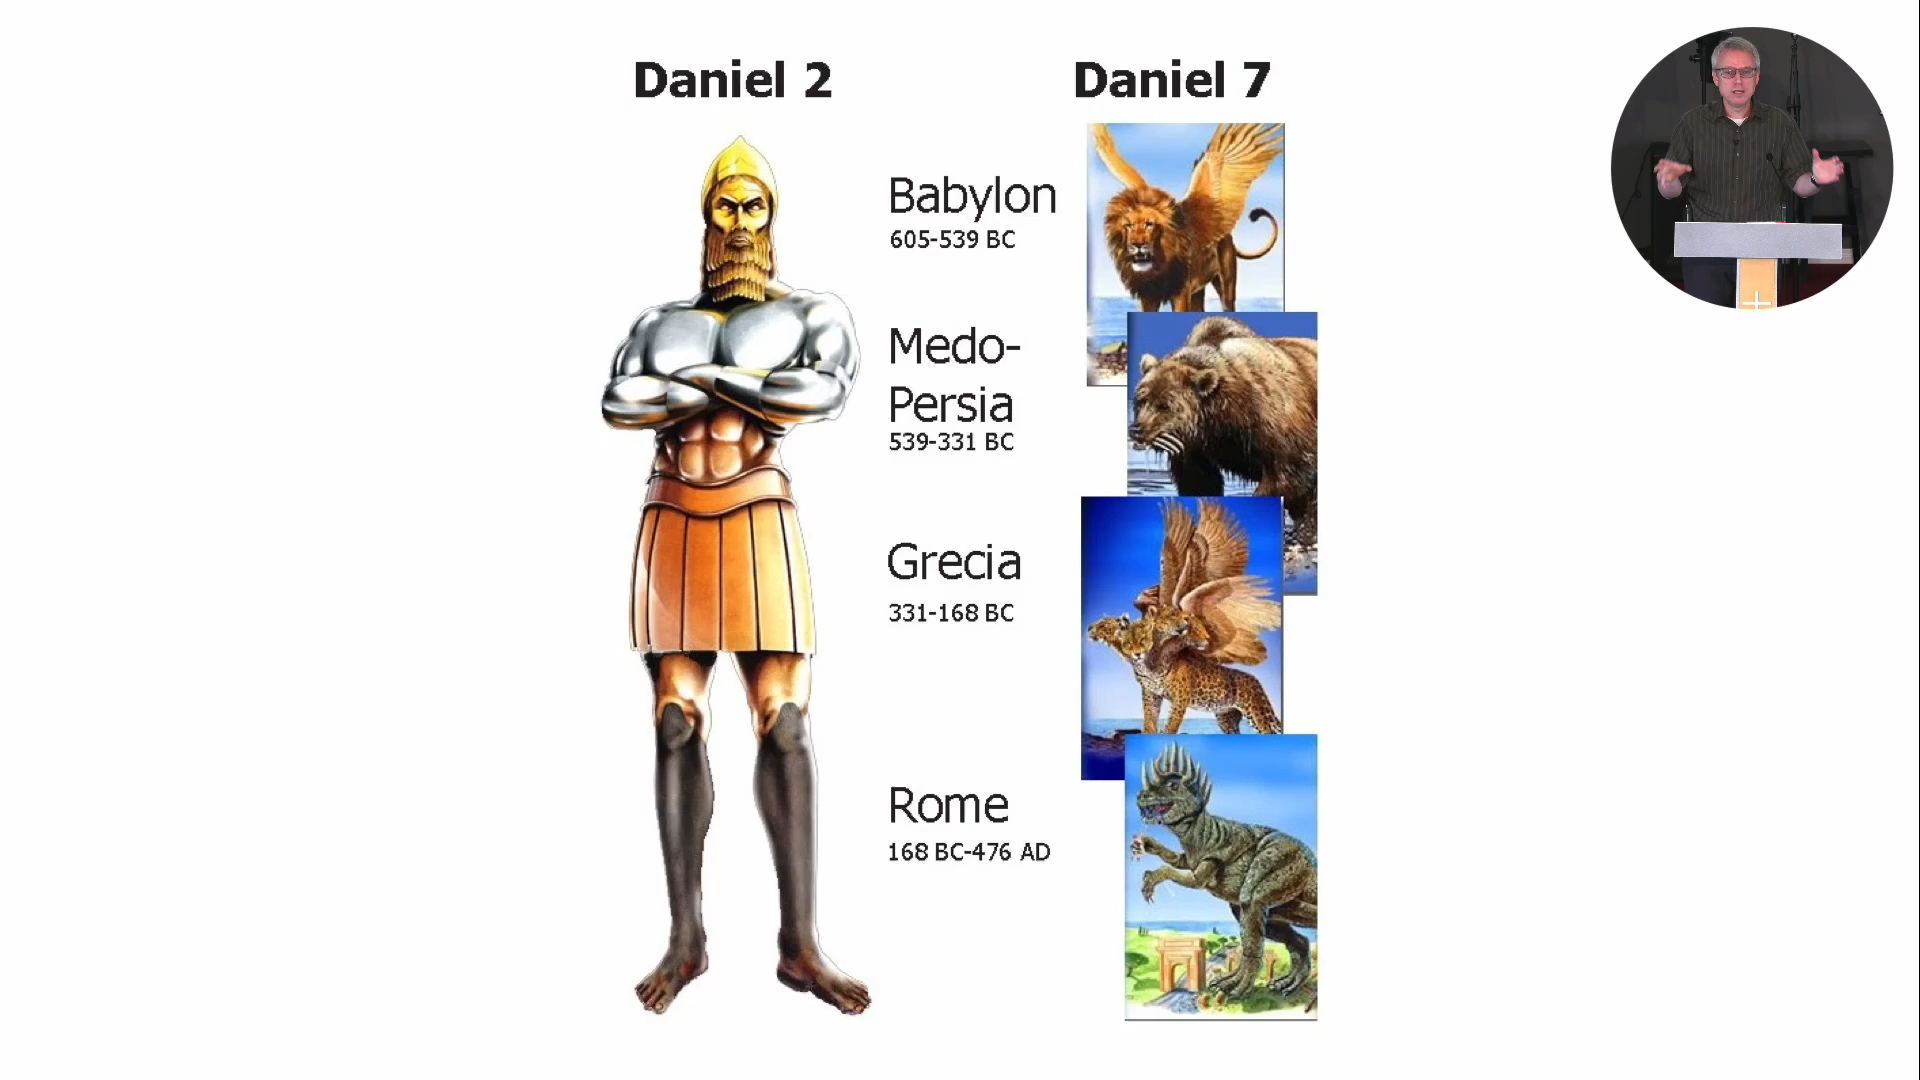 Daniel 2
Daniel 7
Babylon
605-539 BC
Medo-
Persia
539-331 BC
Grecia
331-168 BC
Rome
168 BC-476 AD